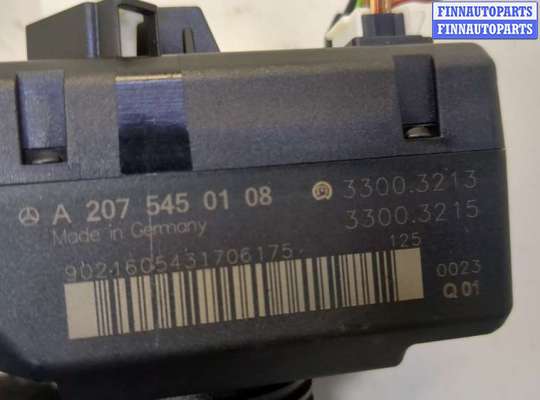 FINNAUTOPARTS
FINNAUTOPARTS
A 207 545 01 08
3300.3213
Made in Germany
3300.3215
9021605431706175
125
0023
Q01